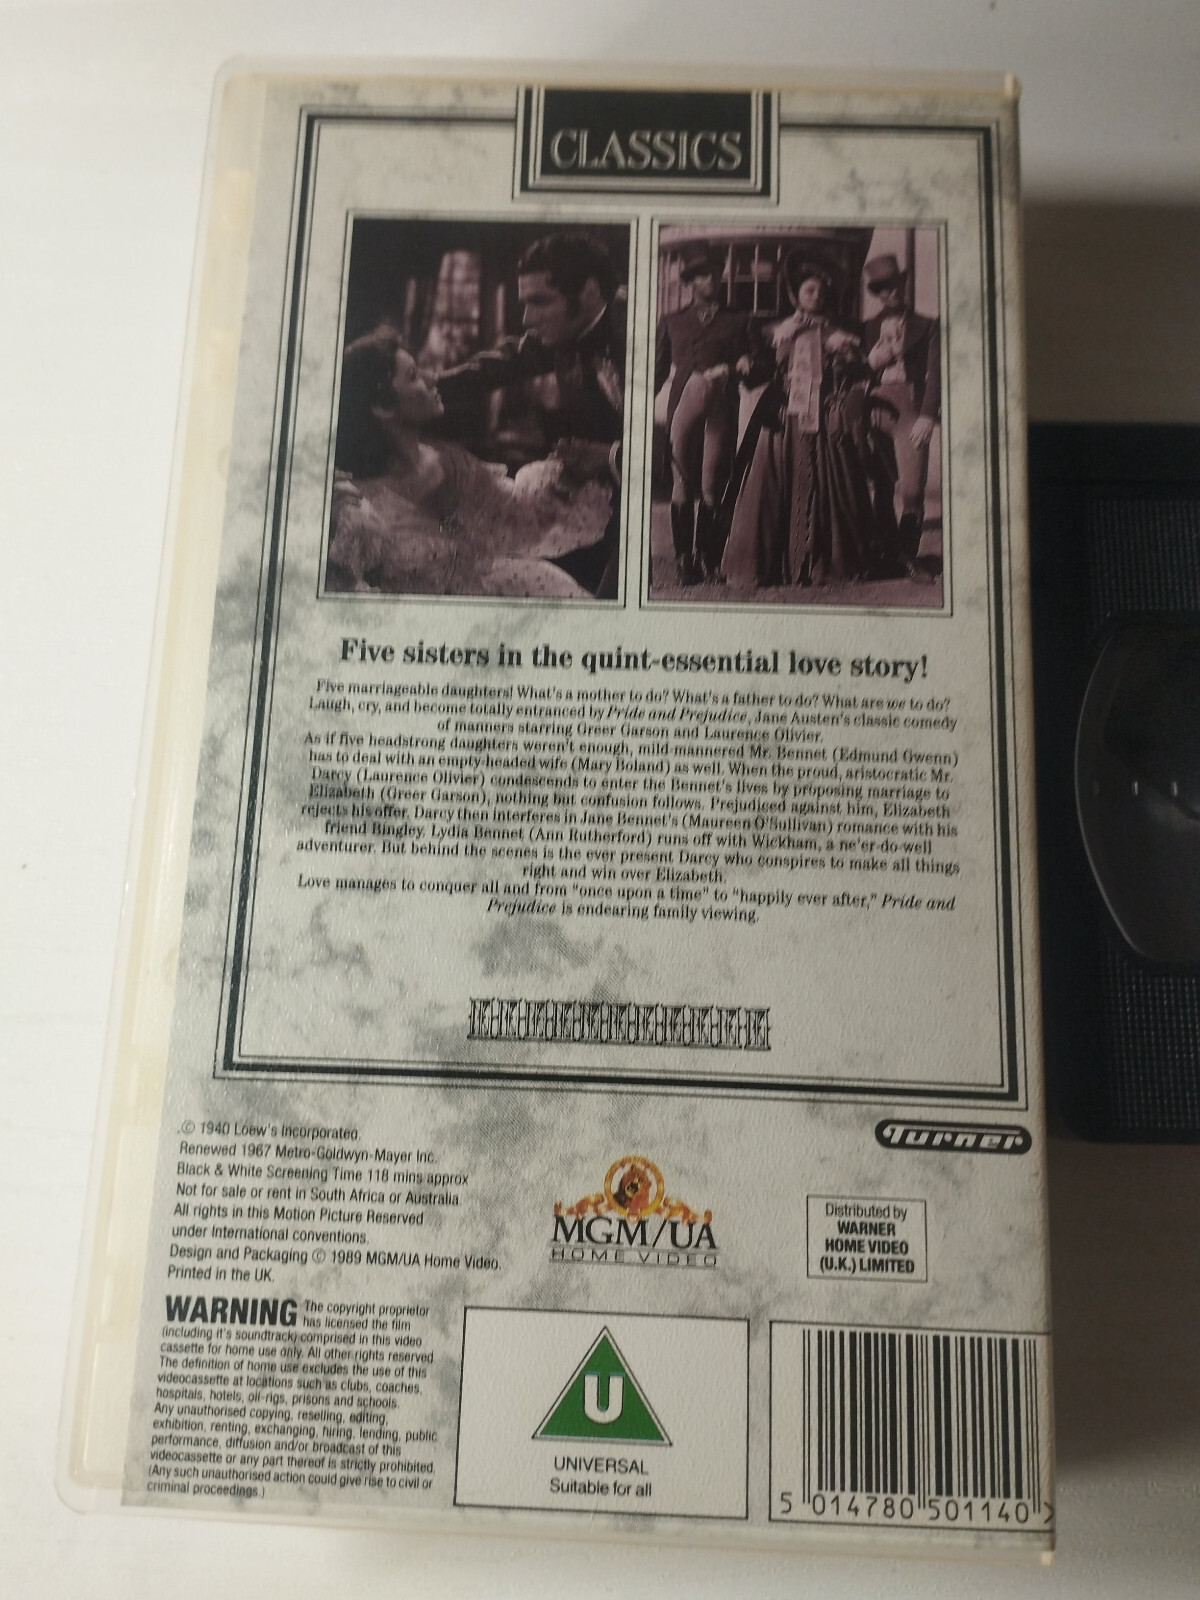 CLASSICS
Five sisters in the quint-essential love story!
Five marriageable daughters! What's a mother to do? What's a father to do? What are we to do?
Laugh, cry, and become totally entranced by Pride and Prejudice, Jane Austen's classic comedy
of manners starring Greer Garson and Laurence Olivier.
As if five headstrong daughters weren't enough, mild-mannered Mr. Bennet (Edmund Gwenn)
has to deal with an empty-headed wife (Mary Boland) as well. When the proud, aristocratic Mr.
Darcy (Laurence Olivier) condescends to enter the Bennet's lives by proposing marriage to
Elizabeth (Greer Garson), nothing but confusion follows. Prejudiced against him, Elizabeth
rejects his offer. Darcy then interferes in Jane Bennet's (Maureen O'Sullivan) romance with his
friend Bingley. Lydia Bennet (Ann Rutherford) runs off with Wickham, a ne'er-do-well
adventurer. But behind the scenes is the ever present Darcy who conspires to make all things
right and win over Elizabeth.
Love manages to conquer all and from "once upon a time" to "happily ever after," Pride and
Prejudice is endearing family viewing.
© 1940 Loew's Incorporated.
Renewed 1967 Metro-Goldwyn-Mayer Inc.
Black & White Screening Time 118 mins approx
Not for sale or rent in South Africa or Australia.
All rights in this Motion Picture Reserved
under International conventions.
Design and Packaging © 1989 MGM/UA Home Video.
Printed in the UK.
Turner
MGM/UA
HOME VIDEO
Distributed by
WARNER
HOME VIDEO
(U.K.) LIMITED
WARNING The copyright proprietor
has licensed the film
(including it's soundtrack) comprised in this video
cassette for home use only. All other rights reserved.
The definition of home use excludes the use of this
videocassette at locations such as clubs, coaches,
hospitals, hotels, oil-rigs, prisons and schools.
Any unauthorised copying, reselling, editing,
exhibition, renting, exchanging, hiring, lending, public
performance, diffusion and/or broadcast of this
videocassette or any part thereof is strictly prohibited.
(Any such unauthorised action could give rise to civil or
criminal proceedings.)
U
UNIVERSAL
Suitable for all
5 014780 501140 >